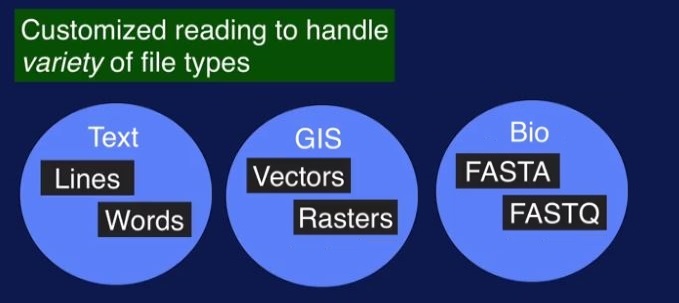 Customized reading to handle
variety of file types
Text
Lines
Words
GIS
Vectors
Rasters
Bio
FASTA
FASTQ